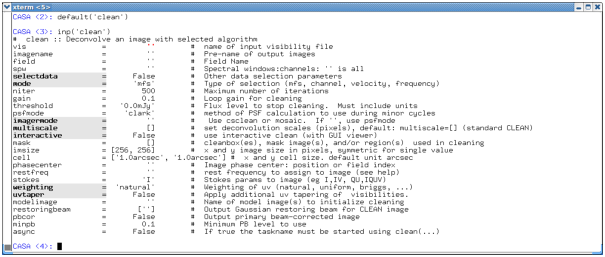 xterm <5>
CASA <2>: default('clean')
CASA <3>: inp('clean')
# clean :: Deconvolve an image with selected algorithm
vis = '' # name of input visibility file
imagename = '' # Pre-name of output images
field = '' # Field Name
spw = '' # Spectral windows:channels: '' is all
selectdata = False # Other data selection parameters
mode = 'mfs' # Type of selection (mfs, channel, velocity, frequency)
niter = 500 # Maximum number of iterations
gain = 0.1 # Loop gain for cleaning
threshold = '0.0mJy' # Flux level to stop cleaning. Must include units
psfmode = 'clark' # method of PSF calculation to use during minor cycles
imagermode = '' # Use csclean or mosaic. If '', use psfmode
multiscale = [] # set deconvolution scales (pixels), default: multiscale=[] (standard CLEAN)
interactive = False # use interactive clean (with GUI viewer)
mask = [] # cleanbox(es), mask image(s), and/or region(s) used in cleaning
imsize = [256, 256] # x and y image size in pixels, symmetric for single value
cell = ['1.0arcsec', '1.0arcsec'] # x and y cell size. default unit arcsec
phasecenter = '' # Image phase center: position or field index
restfreq = '' # rest frequency to assign to image (see help)
stokes = 'I' # Stokes params to image (eg I,IV, QU,IQUV)
weighting = 'natural' # Weighting of uv (natural, uniform, briggs, ...)
uvtaper = False # Apply additional uv tapering of visibilities.
modelimage = '' # Name of model image(s) to initialize cleaning
restoringbeam = [''] # Output Gaussian restoring beam for CLEAN image
pbcor = False # Output primary beam-corrected image
minpb = 0.1 # Minimum PB level to use
async = False # If true the taskname must be started using clean(...)
CASA <4>: